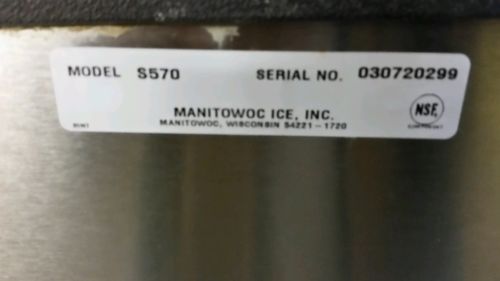 MODEL S570 SERIAL NO. 030720299
MANITOWOC ICE, INC.
MANITOWOC, WISCONSIN 54221-1720
NSF